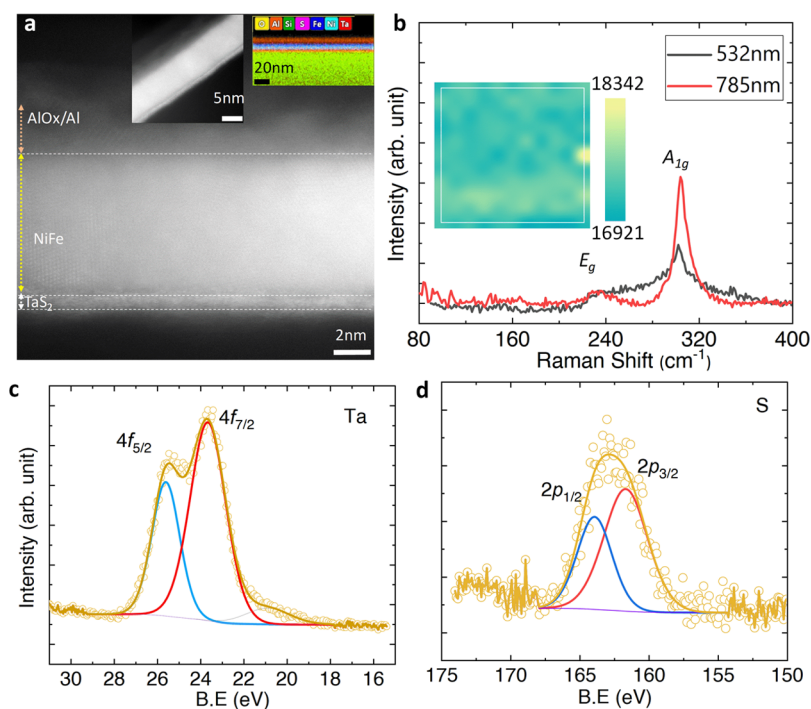 a
O Al Si S Fe Ni Ta
20nm
5nm
AlOx/Al
NiFe
TaS2
2nm
b
532nm
785nm
18342
16921
A1g
Eg
Intensity (arb. unit)
80 160 240 320 400
Raman Shift (cm-1)
c
Ta
4f5/2
4f7/2
Intensity (arb. unit)
30 28 26 24 22 20 18 16
B.E (eV)
d
S
2p1/2
2p3/2
175 170 165 160 155 150
B.E (eV)